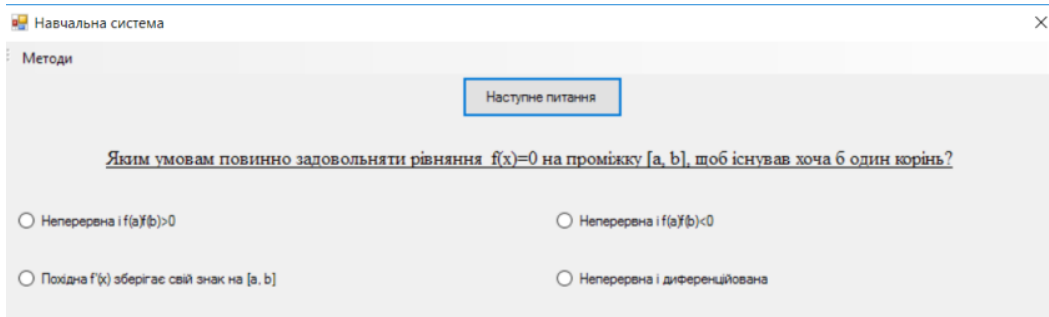 Навчальна система
Методи
Наступне питання
Яким умовам повинно задовольняти рівняння f(x)=0 на проміжку [a, b], щоб існував хоча б один корінь?
Неперервна і f(a)f(b)>0
Неперервна і f(a)f(b)<0
Похідна f'(x) зберігає свій знак на [a, b]
Неперервна і диференційована